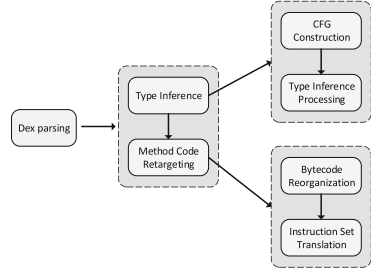 CFG
Construction
Type Inference
Processing
Type Inference
Method Code
Retargeting
Dex parsing
Bytecode
Reorganization
Instruction Set
Translation